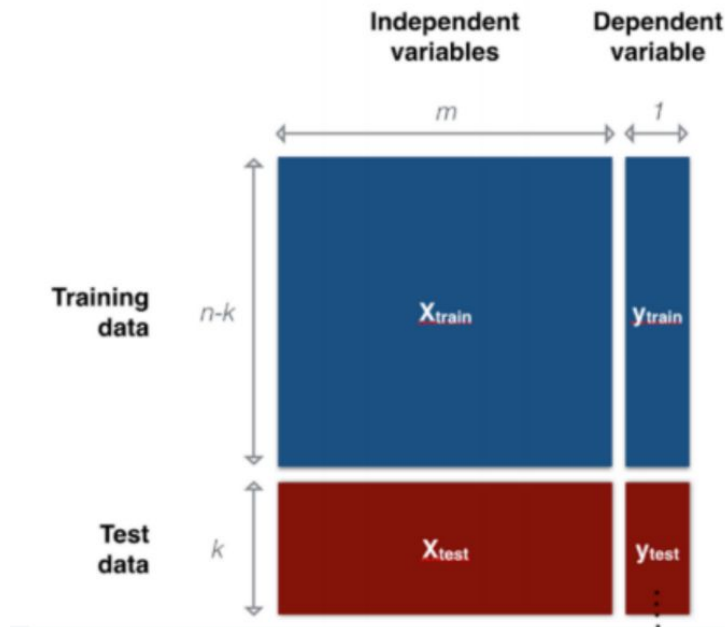 Independent variables
Dependent variable
m
1
Training data
n-k
Xtrain
ytrain
Test data
k
Xtest
ytest